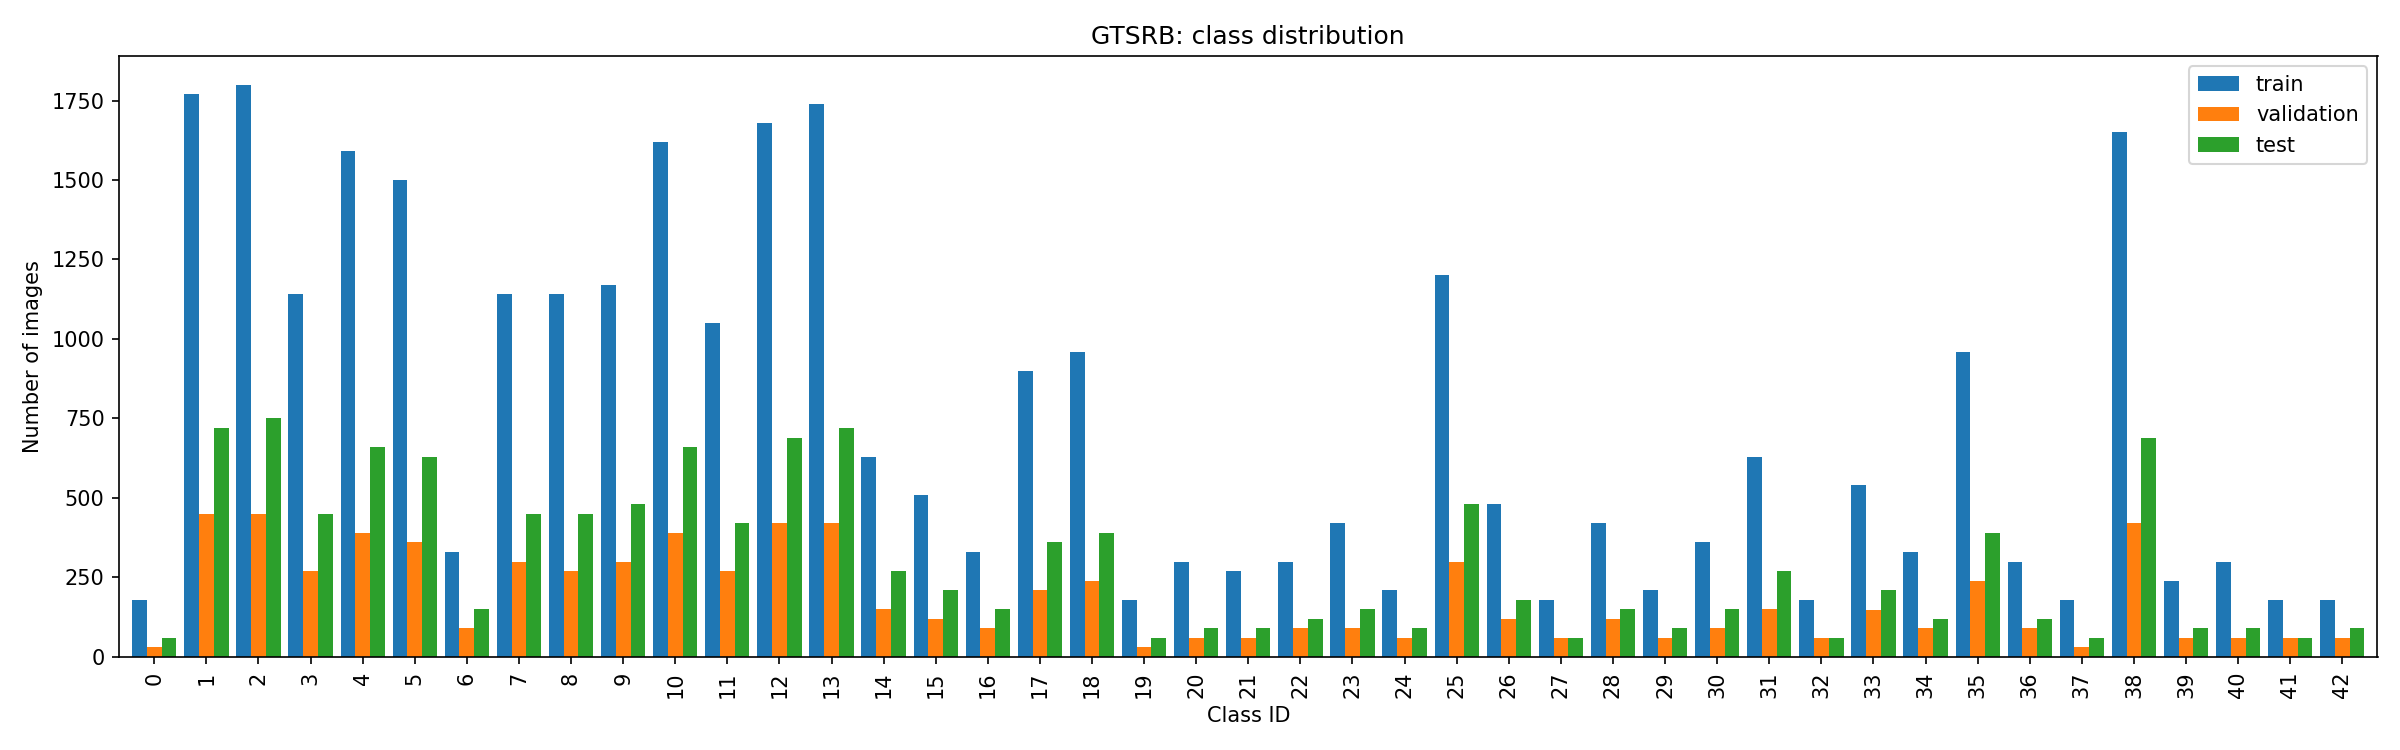 GTSRB: class distribution
train
validation
test
Number of images
1750
1500
1250
1000
750
500
250
0
0 1 2 3 4 5 6 7 8 9 10 11 12 13 14 15 16 17 18 19 20 21 22 23 24 25 26 27 28 29 30 31 32 33 34 35 36 37 38 39 40 41 42
Class ID